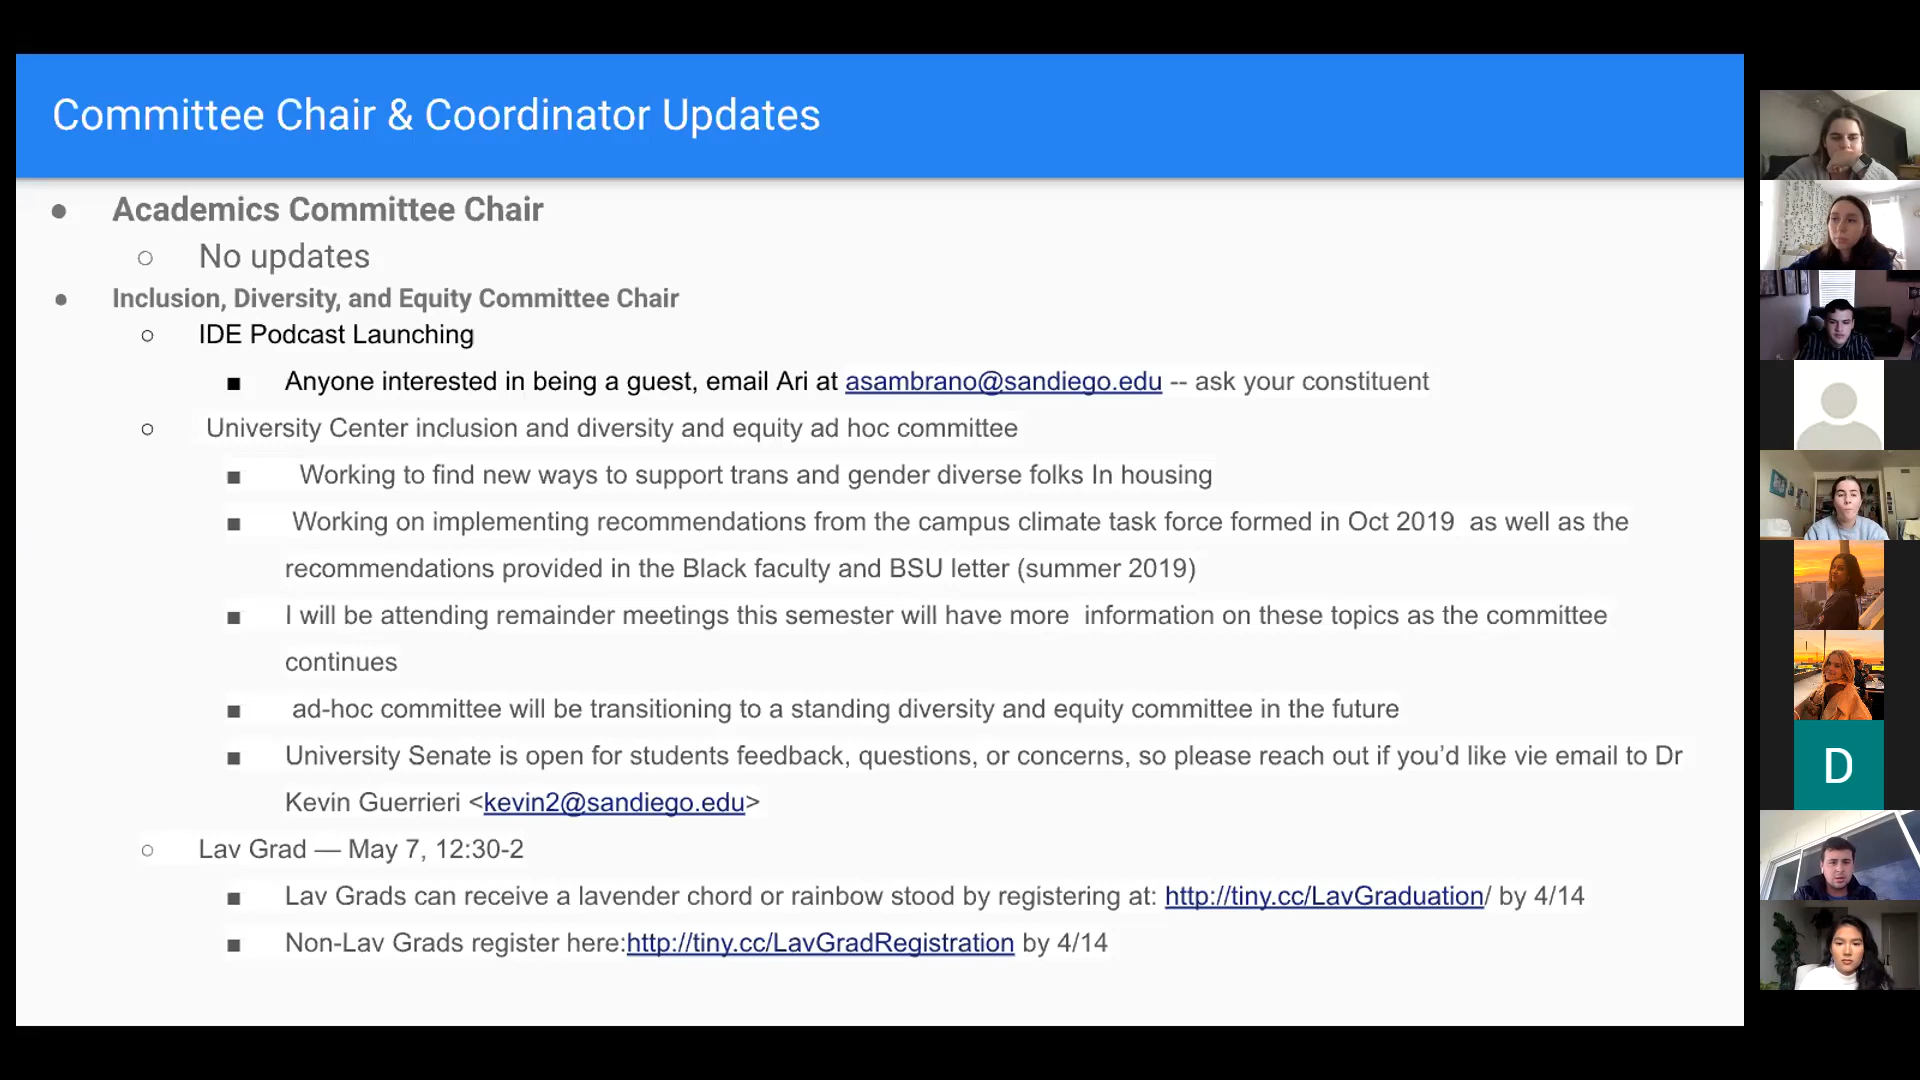 Committee Chair & Coordinator Updates
● Academics Committee Chair
○ No updates
● Inclusion, Diversity, and Equity Committee Chair
○ IDE Podcast Launching
■ Anyone interested in being a guest, email Ari at asambrano@sandiego.edu -- ask your constituent
○ University Center inclusion and diversity and equity ad hoc committee
■ Working to find new ways to support trans and gender diverse folks In housing
■ Working on implementing recommendations from the campus climate task force formed in Oct 2019 as well as the
recommendations provided in the Black faculty and BSU letter (summer 2019)
■ I will be attending remainder meetings this semester will have more information on these topics as the committee
continues
■ ad-hoc committee will be transitioning to a standing diversity and equity committee in the future
■ University Senate is open for students feedback, questions, or concerns, so please reach out if you’d like vie email to Dr
Kevin Guerrieri <kevin2@sandiego.edu>
○ Lav Grad — May 7, 12:30-2
■ Lav Grads can receive a lavender chord or rainbow stood by registering at: http://tiny.cc/LavGraduation/ by 4/14
■ Non-Lav Grads register here:http://tiny.cc/LavGradRegistration by 4/14
D